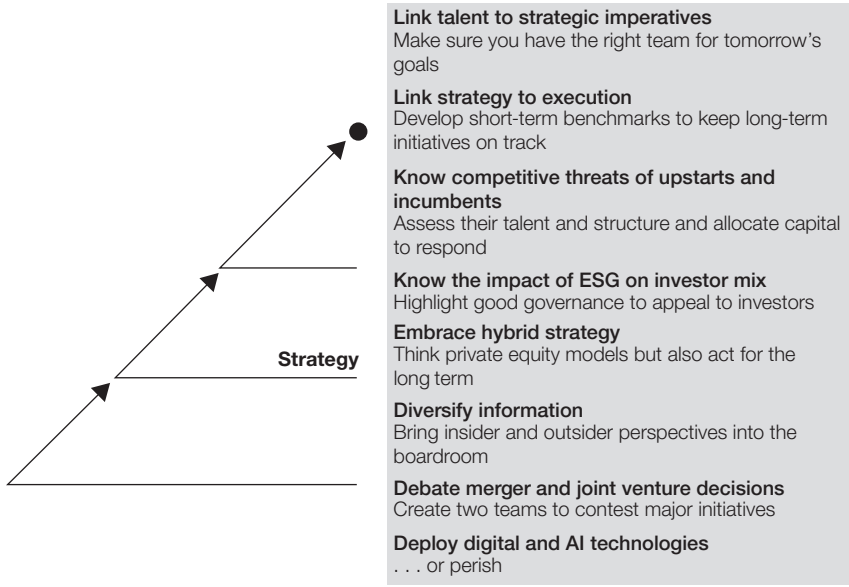 Link talent to strategic imperatives
Make sure you have the right team for tomorrow's
goals
Link strategy to execution
Develop short-term benchmarks to keep long-term
initiatives on track
Know competitive threats of upstarts and
incumbents
Assess their talent and structure and allocate capital
to respond
Know the impact of ESG on investor mix
Highlight good governance to appeal to investors
Strategy
Embrace hybrid strategy
Think private equity models but also act for the
long term
Diversify information
Bring insider and outsider perspectives into the
boardroom
Debate merger and joint venture decisions
Create two teams to contest major initiatives
Deploy digital and AI technologies
. . . or perish